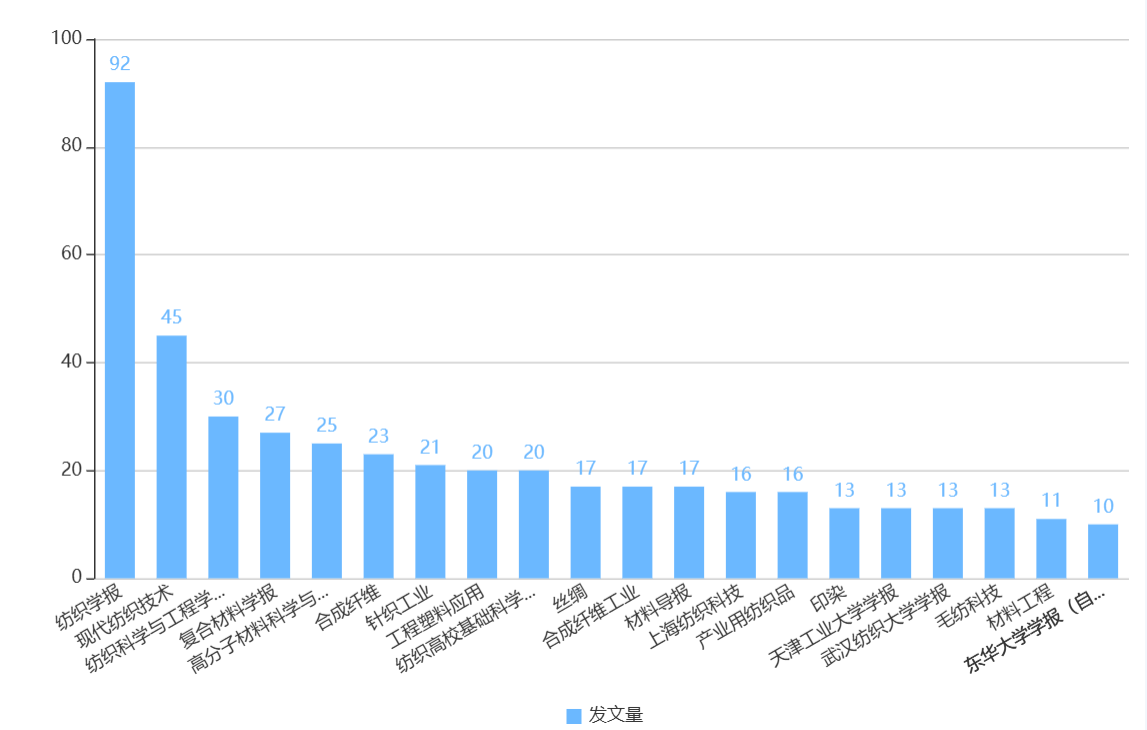 100
80
60
40
20
0
92
45
30
27
25
23
21
20
20
17
17
17
16
16
13
13
13
13
11
10
纺织学报
现代纺织技术
纺织科学与工程学...
复合材料学报
高分子材料科学与...
合成纤维
针织工业
工程塑料应用
纺织高校基础科学...
丝绸
合成纤维工业
材料导报
上海纺织科技
产业用纺织品
印染
天津工业大学学报
武汉纺织大学学报
毛纺科技
材料工程
东华大学学报（自...
发文量